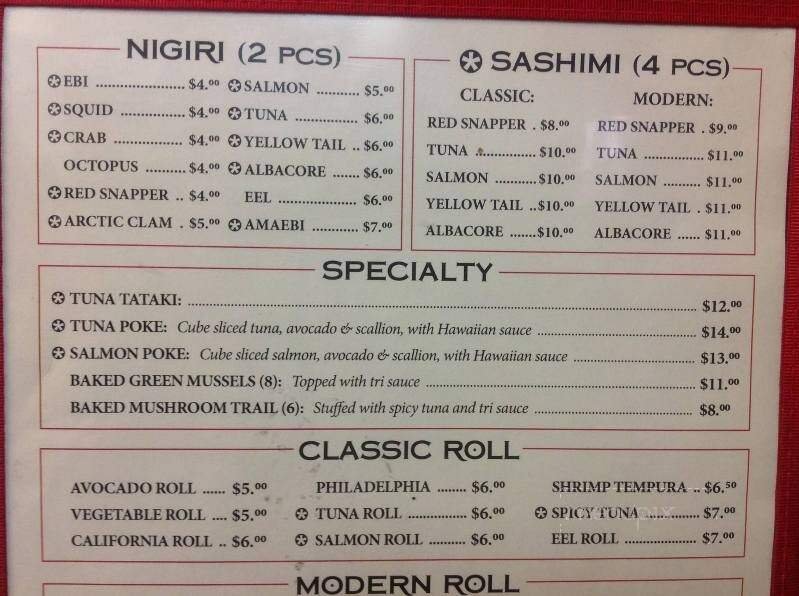 NIGIRI (2 PCS)
✪ EBI ...................... $4.00
✪ SQUID .................. $4.00
✪ CRAB ................... $4.00
OCTOPUS .......... $4.00
✪ RED SNAPPER .. $4.00
✪ ARCTIC CLAM . $5.00
✪ SALMON .......... $5.00
✪ TUNA ................ $6.00
✪ YELLOW TAIL .. $6.00
✪ ALBACORE ...... $6.00
EEL .................... $6.00
✪ AMAEBI ............ $7.00
✪ SASHIMI (4 PCS)
CLASSIC:
RED SNAPPER . $8.00
TUNA ............... $10.00
SALMON ........... $10.00
YELLOW TAIL .. $10.00
ALBACORE ....... $10.00
MODERN:
RED SNAPPER . $9.00
TUNA ............... $11.00
SALMON ......... $11.00
YELLOW TAIL . $11.00
ALBACORE ...... $11.00
SPECIALTY
✪ TUNA TATAKI: ........................................ $12.00
✪ TUNA POKE: Cube sliced tuna, avocado & scallion, with Hawaiian sauce ........................ $14.00
✪ SALMON POKE: Cube sliced salmon, avocado & scallion, with Hawaiian sauce .................. $13.00
BAKED GREEN MUSSELS (8): Topped with tri sauce ........................................ $11.00
BAKED MUSHROOM TRAIL (6): Stuffed with spicy tuna and tri sauce ........................ $8.00
CLASSIC ROLL
AVOCADO ROLL ...... $5.00
VEGETABLE ROLL .... $5.00
CALIFORNIA ROLL .. $6.00
PHILADELPHIA ........ $6.00
✪ TUNA ROLL ............... $6.00
✪ SALMON ROLL .......... $6.00
SHRIMP TEMPURA .. $6.50
✪ SPICY TUNA ............. $7.00
EEL ROLL .................. $7.00
MODERN ROLL